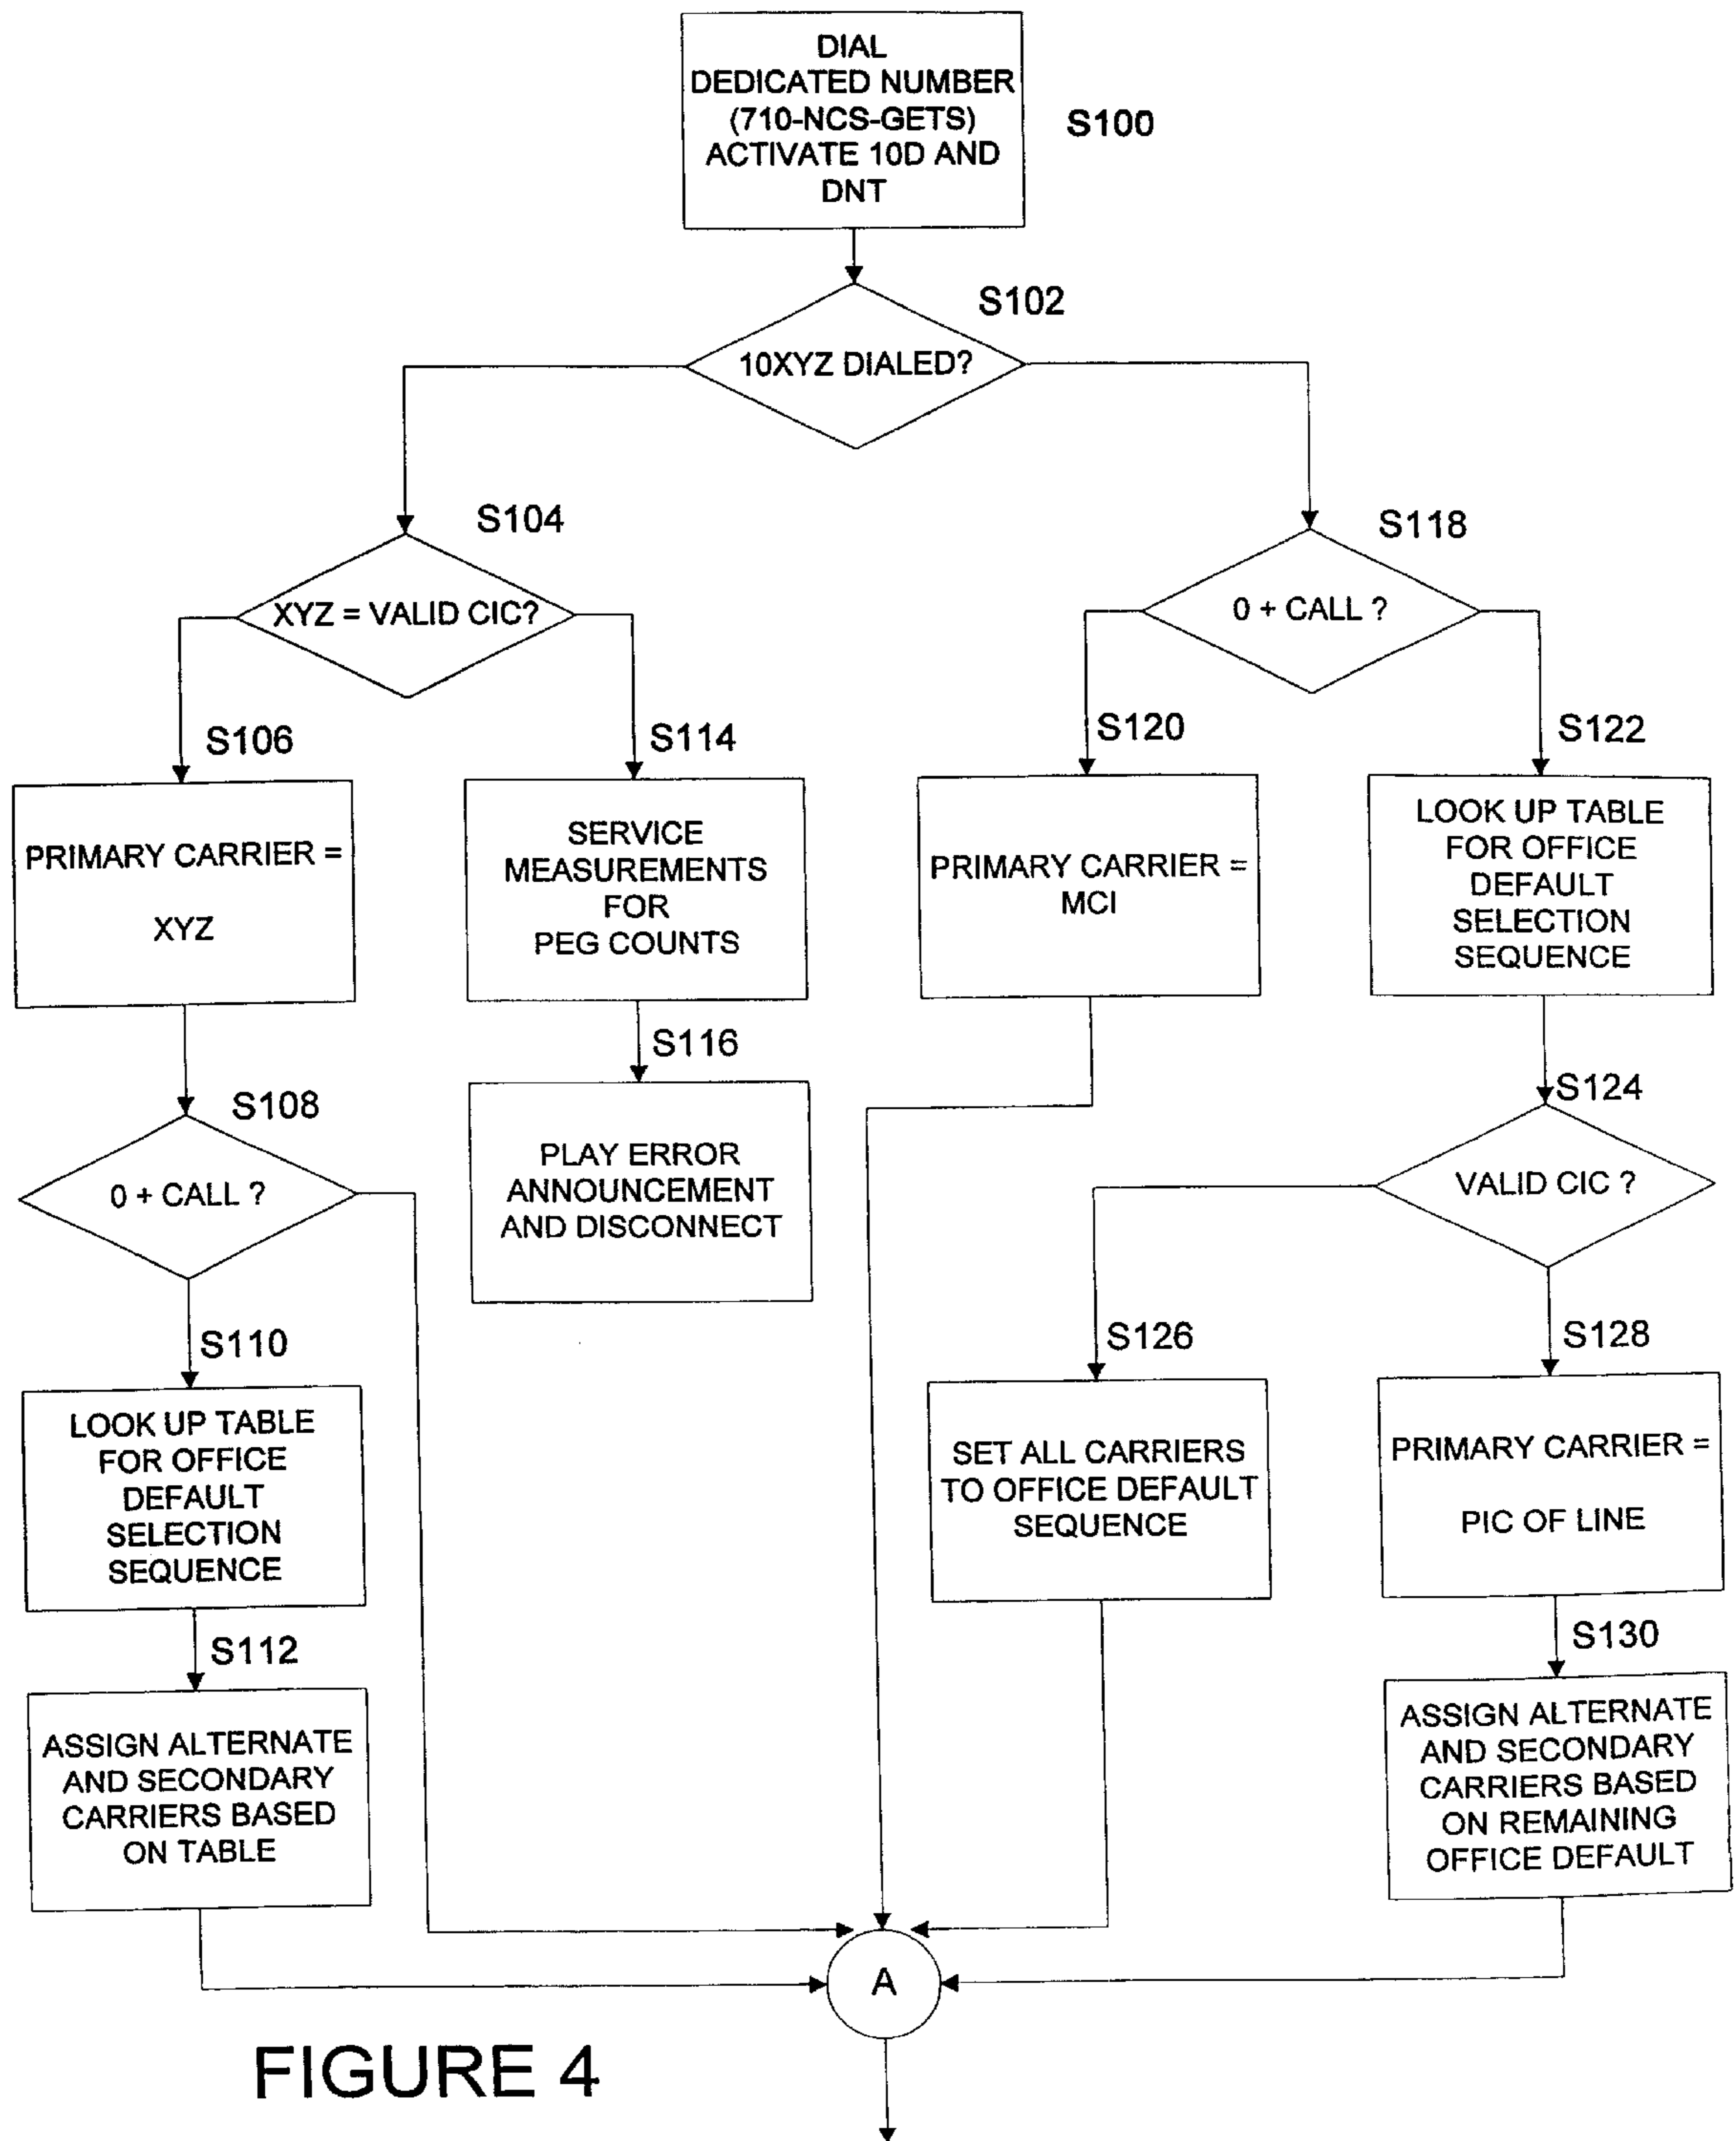 DIAL
DEDICATED NUMBER
(710-NCS-GETS)
ACTIVATE 10D AND
DNT
S100
S102
10XYZ DIALED?
S104
XYZ = VALID CIC?
S118
0 + CALL ?
S106
PRIMARY CARRIER =
XYZ
S114
SERVICE
MEASUREMENTS
FOR
PEG COUNTS
S120
PRIMARY CARRIER =
MCI
S122
LOOK UP TABLE
FOR OFFICE
DEFAULT
SELECTION
SEQUENCE
S108
0 + CALL ?
S116
PLAY ERROR
ANNOUNCEMENT
AND DISCONNECT
S124
VALID CIC ?
S110
LOOK UP TABLE
FOR OFFICE
DEFAULT
SELECTION
SEQUENCE
S126
SET ALL CARRIERS
TO OFFICE DEFAULT
SEQUENCE
S128
PRIMARY CARRIER =
PIC OF LINE
S112
ASSIGN ALTERNATE
AND SECONDARY
CARRIERS BASED
ON TABLE
S130
ASSIGN ALTERNATE
AND SECONDARY
CARRIERS BASED
ON REMAINING
OFFICE DEFAULT
A
FIGURE 4